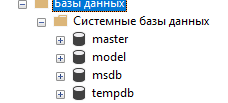 Базы данных
Системные базы данных
master
model
msdb
tempdb